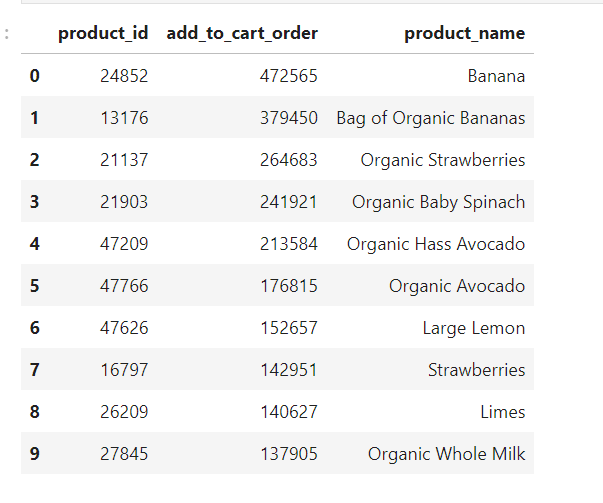 :
product_id add_to_cart_order product_name
0 24852 472565 Banana
1 13176 379450 Bag of Organic Bananas
2 21137 264683 Organic Strawberries
3 21903 241921 Organic Baby Spinach
4 47209 213584 Organic Hass Avocado
5 47766 176815 Organic Avocado
6 47626 152657 Large Lemon
7 16797 142951 Strawberries
8 26209 140627 Limes
9 27845 137905 Organic Whole Milk